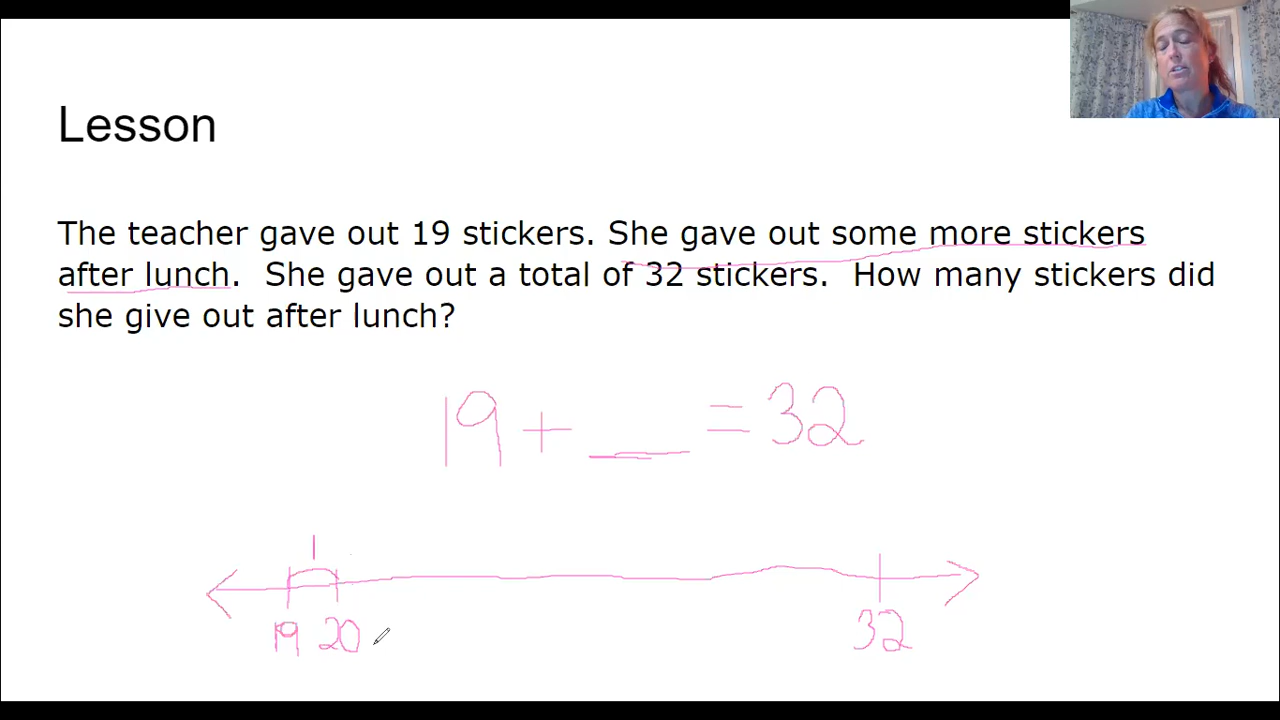 Lesson
The teacher gave out 19 stickers. She gave out some more stickers
after lunch. She gave out a total of 32 stickers. How many stickers did
she give out after lunch?
19 + __ = 32
1
19 20 32